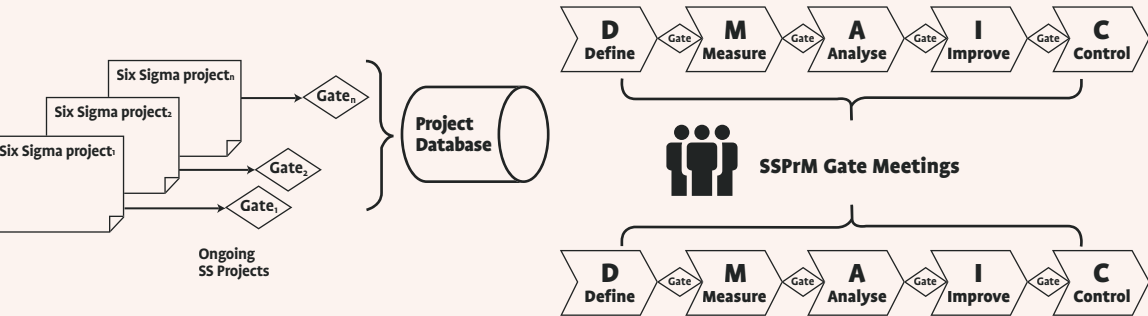 Six Sigma projectₙ
Gateₙ
Six Sigma project₂
Gate₂
Six Sigma project₁
Gate₁
Ongoing
SS Projects
Project
Database
D
Define
Gate
M
Measure
Gate
A
Analyse
Gate
I
Improve
Gate
C
Control
SSPrM Gate Meetings
D
Define
Gate
M
Measure
Gate
A
Analyse
Gate
I
Improve
Gate
C
Control